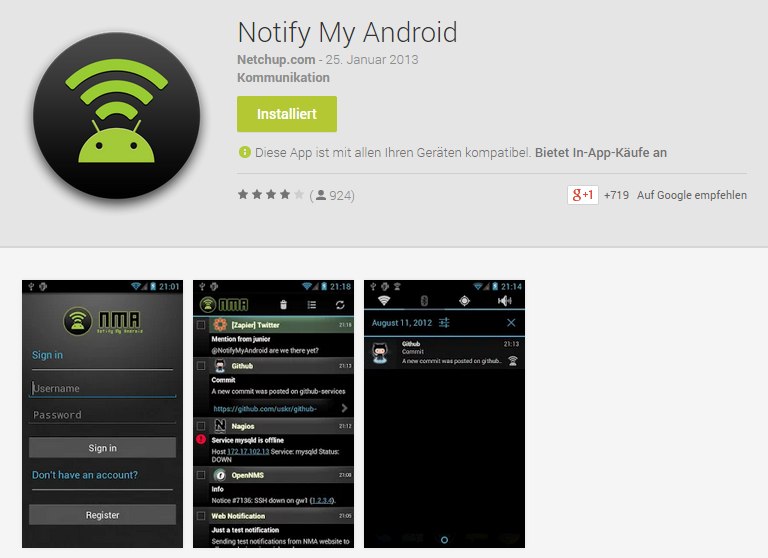 Notify My Android
Netchup.com - 25. Januar 2013
Kommunikation
Installiert
Diese App ist mit allen Ihren Geräten kompatibel. Bietet In-App-Käufe an
(924)
g+1 +719 Auf Google empfehlen
21:01
NMA
Notify My Android
Sign in
Username
Password
Sign in
Don't have an account?
Register
21:18
NMA
[Zapier] Twitter 21:18
Mention from junior
@NotifyMyAndroid are we there yet?
Github 21:13
Commit
A new commit was posted on github-services
https://github.com/uskr/github-
Nagios 21:12
Service mysqld is offline
Host 172.17.102.13 Service: mysqld Status:
DOWN
OpenNMS 21:08
Info
Notice #7136: SSH down on gw1 (1.2.3.4).
Web Notification 21:05
Just a test notification
Sending test notifications from NMA website to
21:14
August 11, 2012
Github 21:13
Commit
A new commit was posted on github..